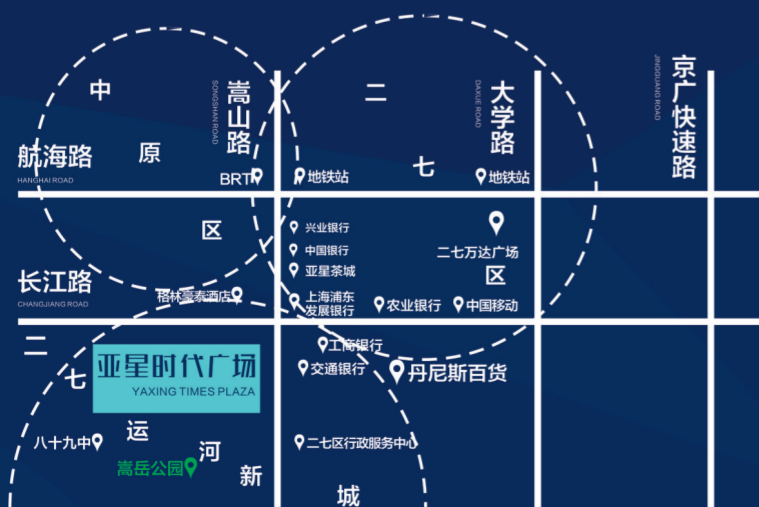 中
原
区
二
七
区
二
七
运
河
新
城
嵩山路
SONGSHAN ROAD
大学路
DAXUE ROAD
京广快速路
JINGGUANG ROAD
航海路
HANGHAI ROAD
BRT
地铁站
地铁站
兴业银行
中国银行
亚星茶城
二七万达广场
长江路
CHANGJIANG ROAD
格林豪泰酒店
上海浦东
发展银行
农业银行
中国移动
工商银行
交通银行
丹尼斯百货
亚星时代广场
YAXING TIMES PLAZA
八十九中
二七区行政服务中心
嵩岳公园